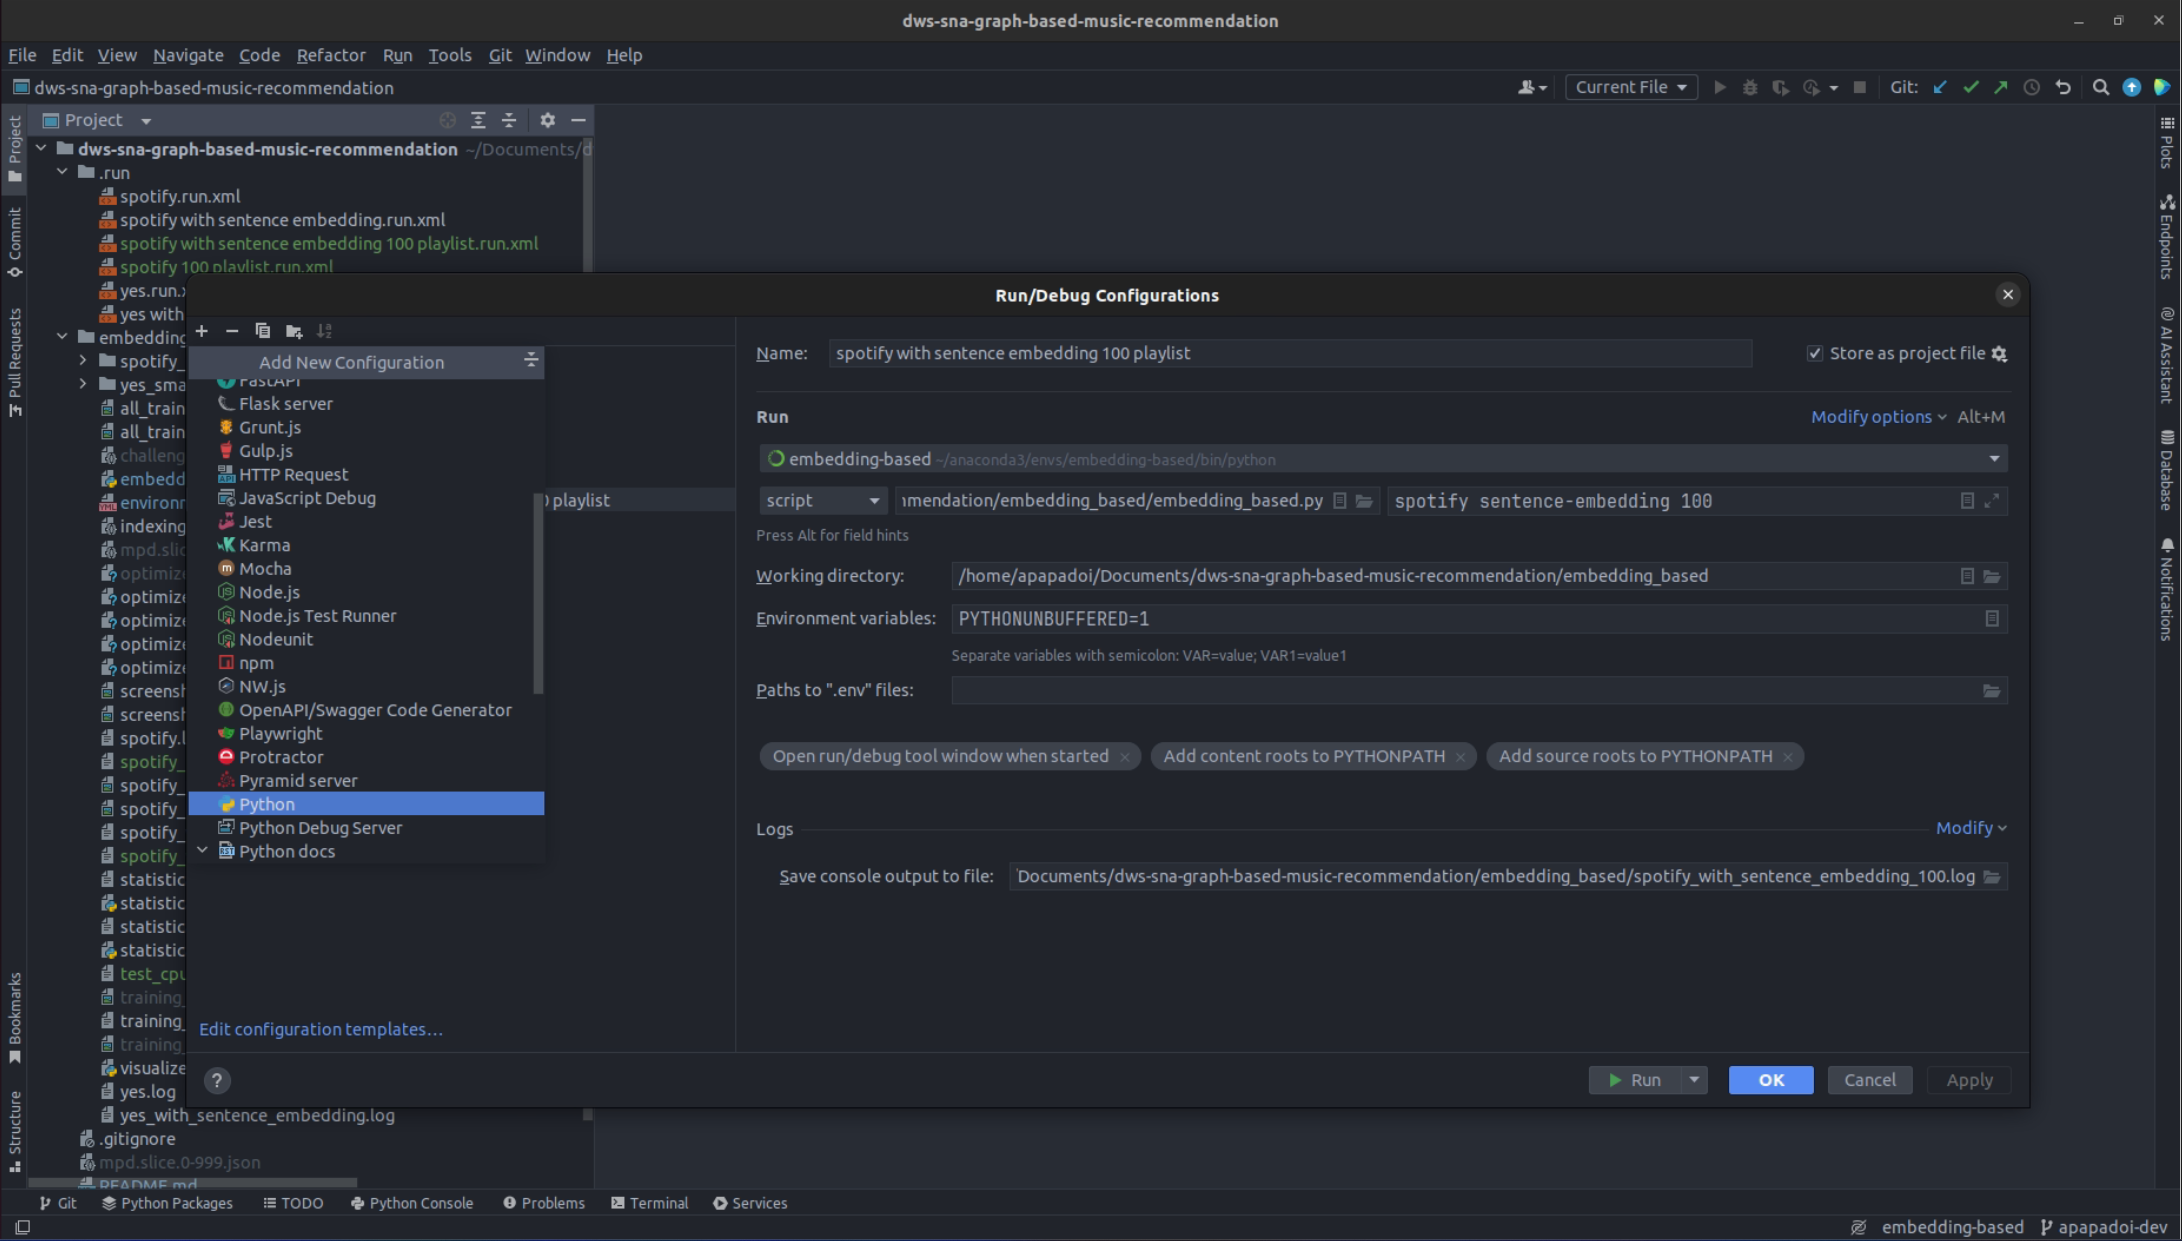 dws-sna-graph-based-music-recommendation
File Edit View Navigate Code Refactor Run Tools Git Window Help
dws-sna-graph-based-music-recommendation
Current File
Git:
Project
dws-sna-graph-based-music-recommendation ~/Documents/d
.run
spotify.run.xml
spotify with sentence embedding.run.xml
spotify with sentence embedding 100 playlist.run.xml
spotify 100 playlist.run.xml
yes.run.x
yes with
embedding
spotify_
yes_sma
all_train
all_train
challeng
embedd
environr
indexing
mpd.slic
optimize
optimize
optimize
optimize
optimize
screensh
screensh
spotify.l
spotify_
spotify_
spotify_
spotify_
spotify_
statistic
statistic
statistic
statistic
test_cpu
training_
training_
training_
visualize
yes.log
yes_with_sentence_embedding.log
.gitignore
mpd.slice.0-999.json
README.md
Project
Commit
Pull Requests
Bookmarks
Structure
Run/Debug Configurations
Add New Configuration
FastAPI
Flask server
Grunt.js
Gulp.js
HTTP Request
JavaScript Debug
Jest
Karma
Mocha
Node.js
Node.js Test Runner
Nodeunit
npm
NW.js
OpenAPI/Swagger Code Generator
Playwright
Protractor
Pyramid server
Python
Python Debug Server
Python docs
0 playlist
Edit configuration templates...
Name: spotify with sentence embedding 100 playlist
Store as project file
Run
Modify options Alt+M
embedding-based ~/anaconda3/envs/embedding-based/bin/python
script
mendation/embedding_based/embedding_based.py
spotify sentence-embedding 100
Press Alt for field hints
Working directory: /home/apapadoi/Documents/dws-sna-graph-based-music-recommendation/embedding_based
Environment variables: PYTHONUNBUFFERED=1
Separate variables with semicolon: VAR=value; VAR1=value1
Paths to ".env" files:
Open run/debug tool window when started × Add content roots to PYTHONPATH × Add source roots to PYTHONPATH ×
Logs
Modify
Save console output to file: Documents/dws-sna-graph-based-music-recommendation/embedding_based/spotify_with_sentence_embedding_100.log
?
Run OK Cancel Apply
Plots
Endpoints
AI Assistant
Database
Notifications
Git Python Packages TODO Python Console Problems Terminal Services
embedding-based apapadoi-dev